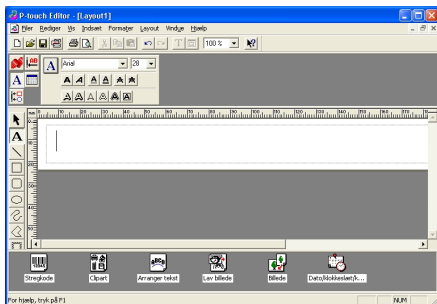 P-touch Editor - [Layout1]
Filer Rediger Vis Indsæt Formater Layout Vindue Hjælp
100 %
Arial 28
Stregkode Clipart Arranger tekst Lav billede Billede Dato/klokkeslæt/k...
For hjælp, tryk på F1 NUM